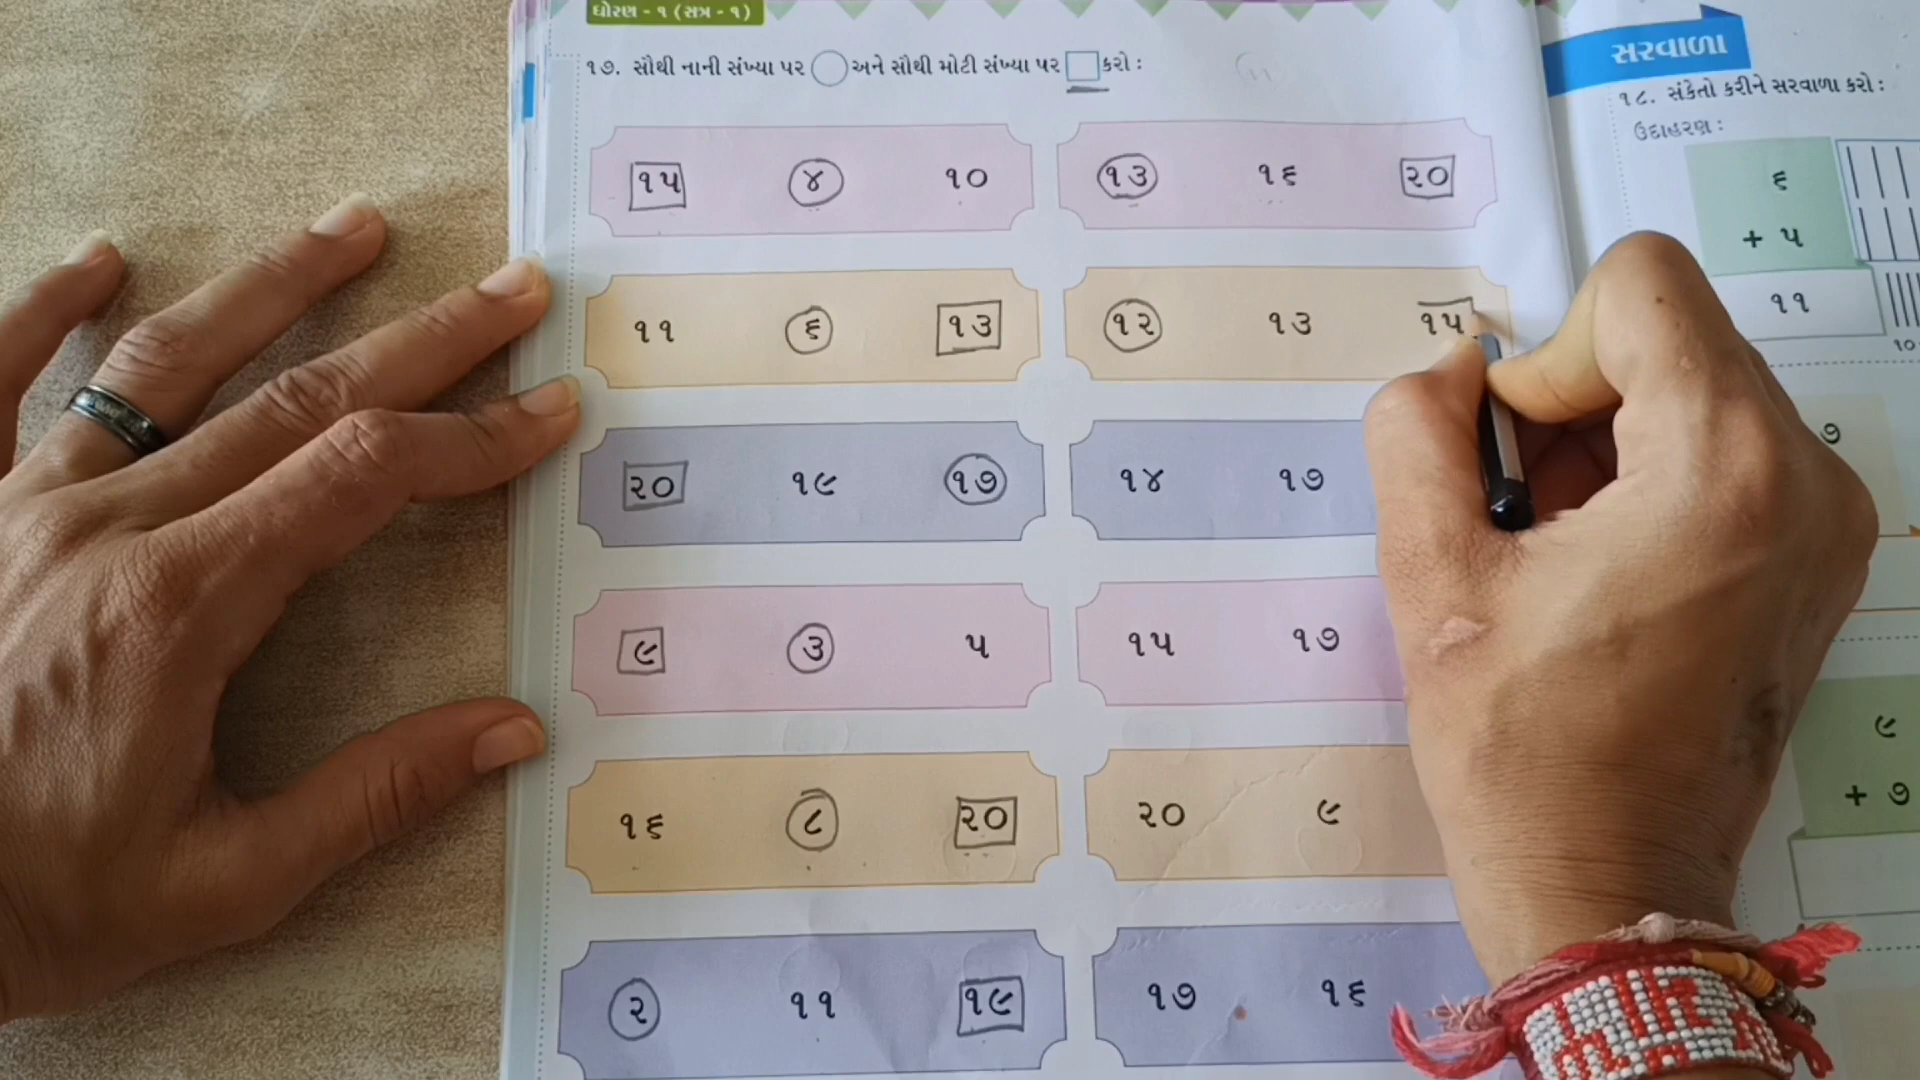 ધોરણ - ૧ (સત્ર - ૧)
૧૭. સૌથી નાની સંખ્યા પર અને સૌથી મોટી સંખ્યા પર કરો :
૧૫ ૪ ૧૦
૧૩ ૧૬ ૨૦
૧૧ ૬ ૧૩
૧૨ ૧૩ ૧૫
૨૦ ૧૯ ૧૭
૧૪ ૧૭
૯ ૩ ૫
૧૫ ૧૭
૧૬ ૮ ૨૦
૨૦ ૯
૨ ૧૧ ૧૯
૧૭ ૧૬
સરવાળા
૧૮. સંકેતો કરીને સરવાળા કરો :
ઉદાહરણ :
૬
+ ૫
૧૧
૧૦
૭
૯
+ ૭